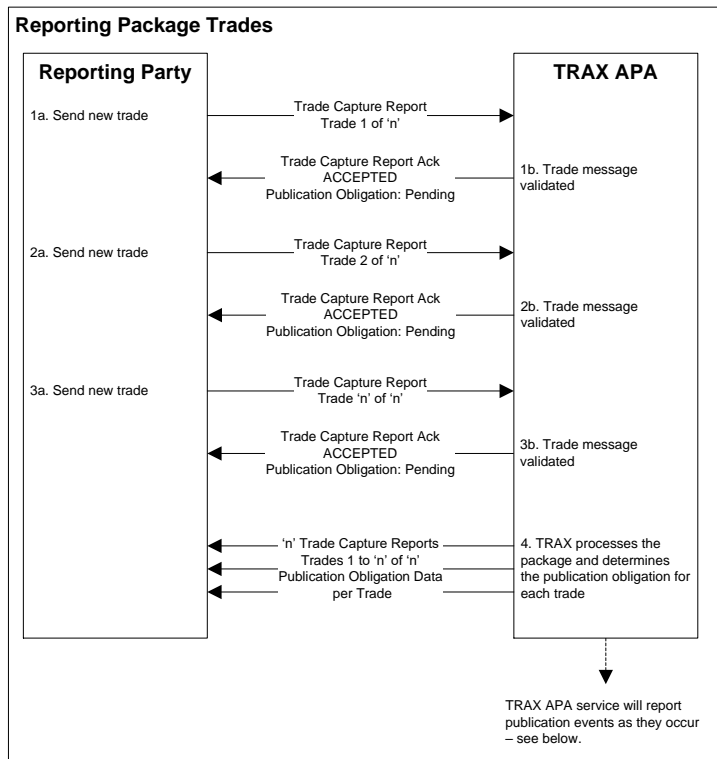 Reporting Package Trades
Reporting Party
TRAX APA
1a. Send new trade
Trade Capture Report
Trade 1 of ‘n’
Trade Capture Report Ack
ACCEPTED
Publication Obligation: Pending
1b. Trade message
validated
2a. Send new trade
Trade Capture Report
Trade 2 of ‘n’
Trade Capture Report Ack
ACCEPTED
Publication Obligation: Pending
2b. Trade message
validated
3a. Send new trade
Trade Capture Report
Trade ‘n’ of ‘n’
Trade Capture Report Ack
ACCEPTED
Publication Obligation: Pending
3b. Trade message
validated
‘n’ Trade Capture Reports
Trades 1 to ‘n’ of ‘n’
Publication Obligation Data
per Trade
4. TRAX processes the
package and determines
the publication obligation for
each trade
TRAX APA service will report
publication events as they occur
– see below.